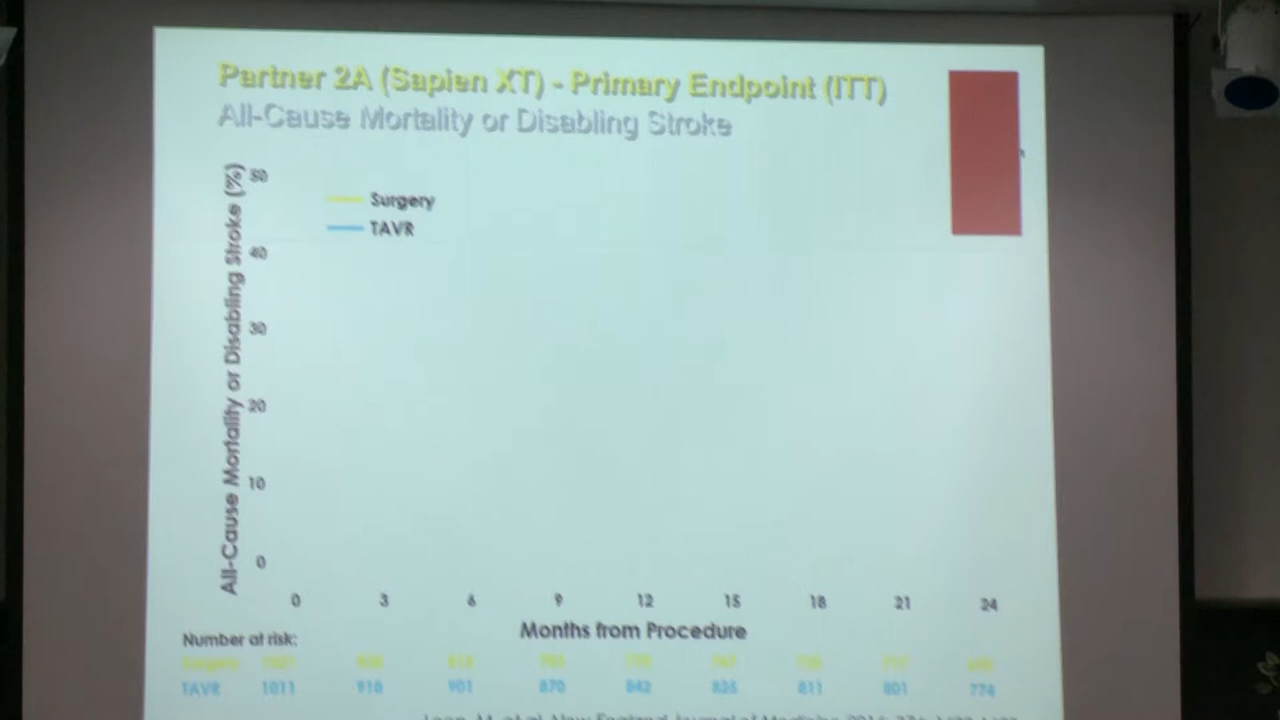 Partner 2A (Sapien XT) - Primary Endpoint (ITT)
All-Cause Mortality or Disabling Stroke
All-Cause Mortality or Disabling Stroke (%)
50
40
30
20
10
0
Surgery
TAVR
0 3 6 9 12 15 18 21 24
Months from Procedure
Number at risk:
Surgery
TAVR 1011 918 901 870 842 825 811 801 774